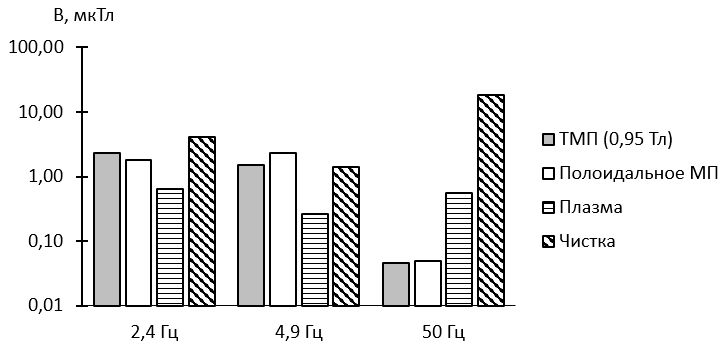 В, мкТл
100,00
10,00
1,00
0,10
0,01
2,4 Гц
4,9 Гц
50 Гц
ТМП (0,95 Тл)
Полоидальное МП
Плазма
Чистка